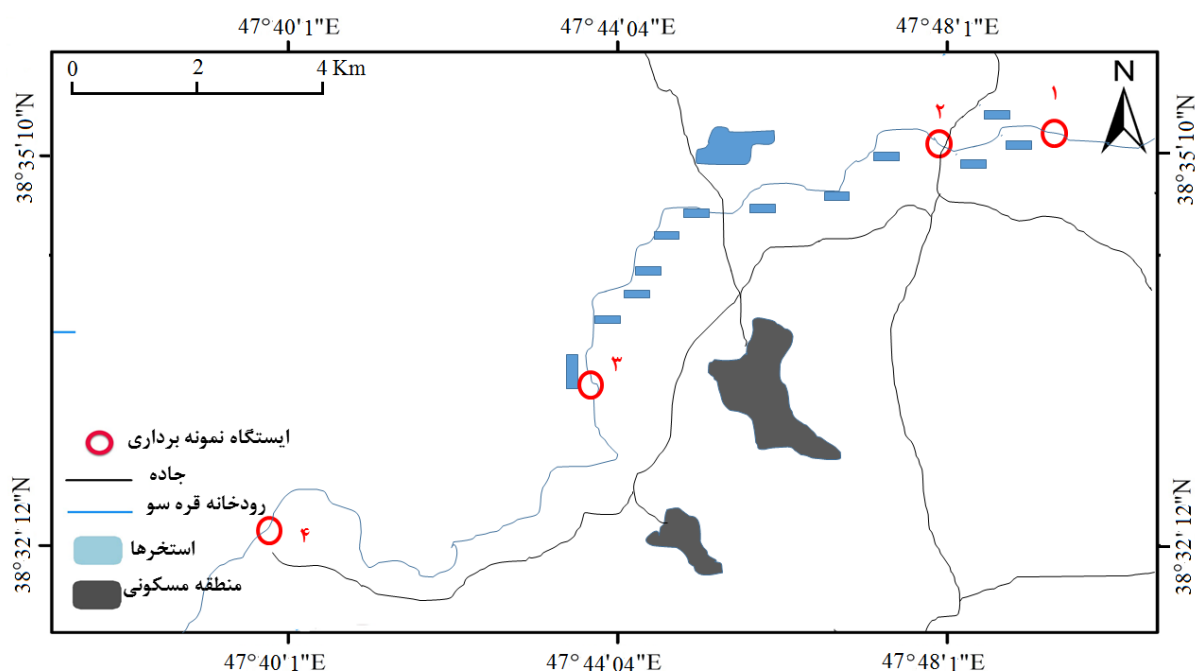 47°40'1"E
47°44'04"E
47°48'1"E
0 2 4 Km
N
38°35'10"N
38°35'10"N
۱
۲
۳
۴
ایستگاه نمونه برداری
جاده
رودخانه قره سو
استخرها
منطقه مسکونی
38°32'12"N
38°32'12"N
47°40'1"E
47°44'04"E
47°48'1"E